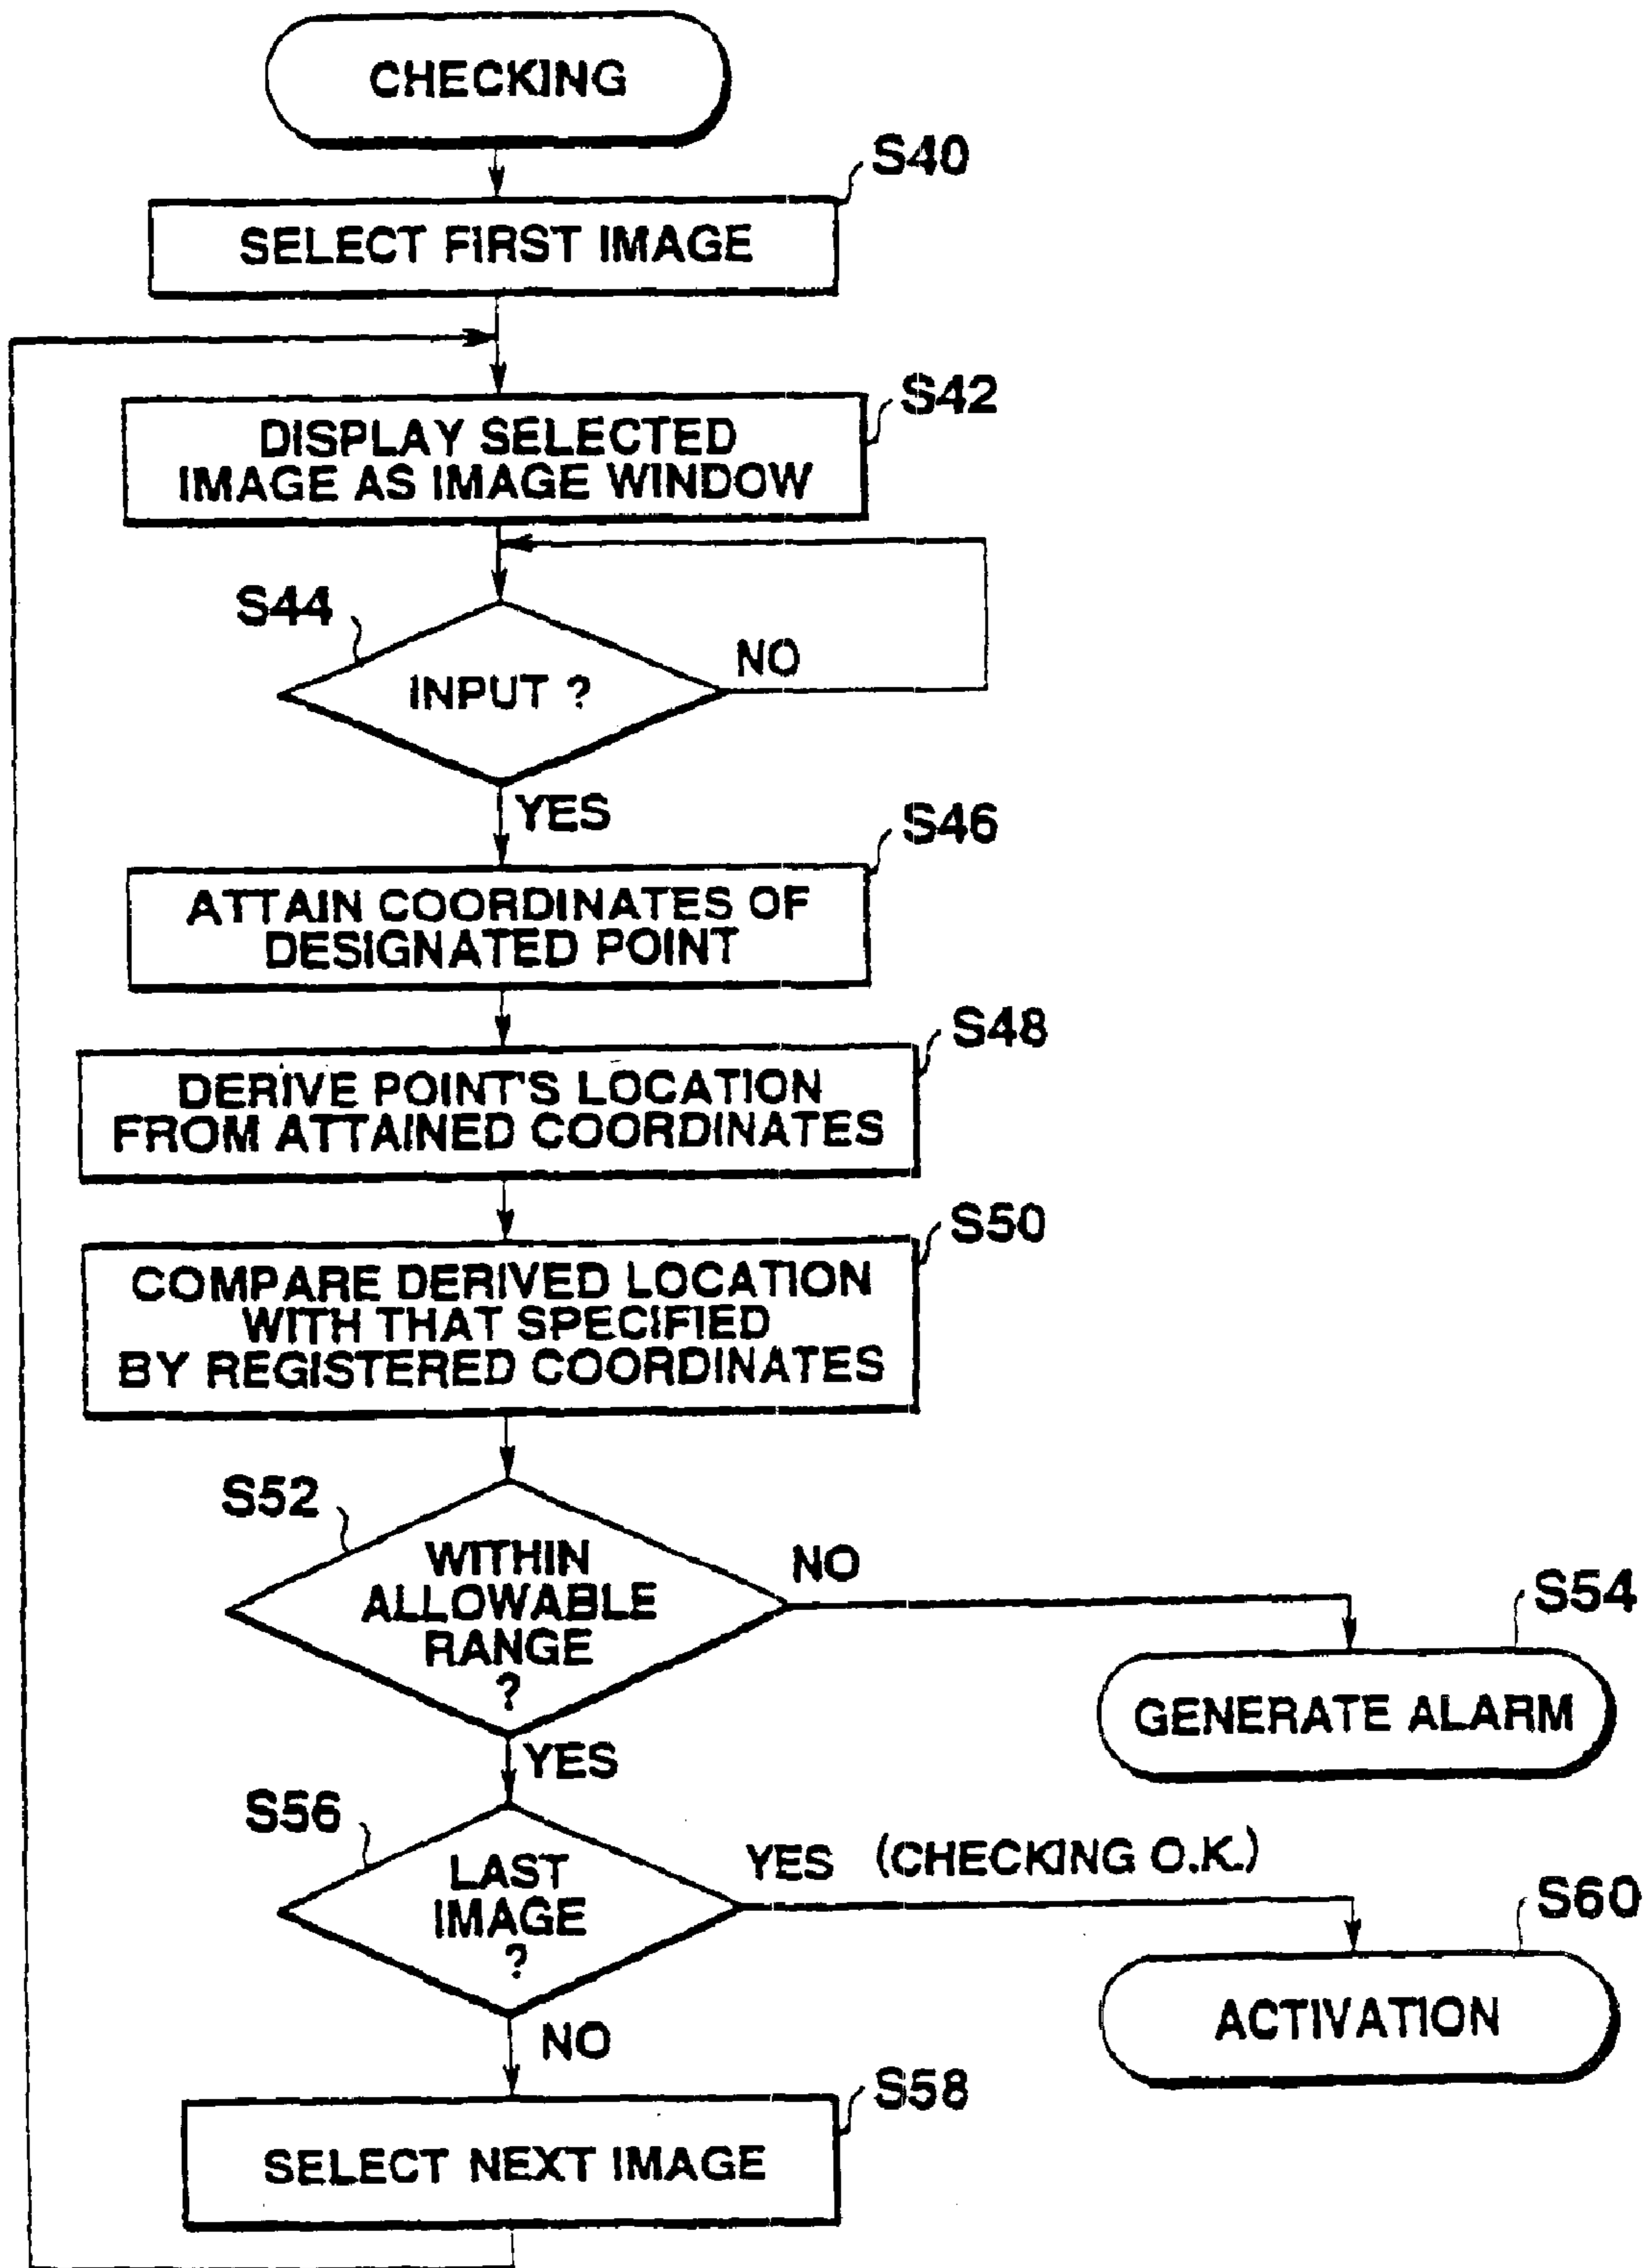 CHECKING
S40
SELECT FIRST IMAGE
S42
DISPLAY SELECTED
IMAGE AS IMAGE WINDOW
S44
INPUT ?
NO
YES
S46
ATTAIN COORDINATES OF
DESIGNATED POINT
S48
DERIVE POINT'S LOCATION
FROM ATTAINED COORDINATES
S50
COMPARE DERIVED LOCATION
WITH THAT SPECIFIED
BY REGISTERED COORDINATES
S52
WITHIN
ALLOWABLE
RANGE
?
NO
S54
GENERATE ALARM
YES
S56
LAST
IMAGE
?
YES (CHECKING O.K.)
S60
ACTIVATION
NO
S58
SELECT NEXT IMAGE